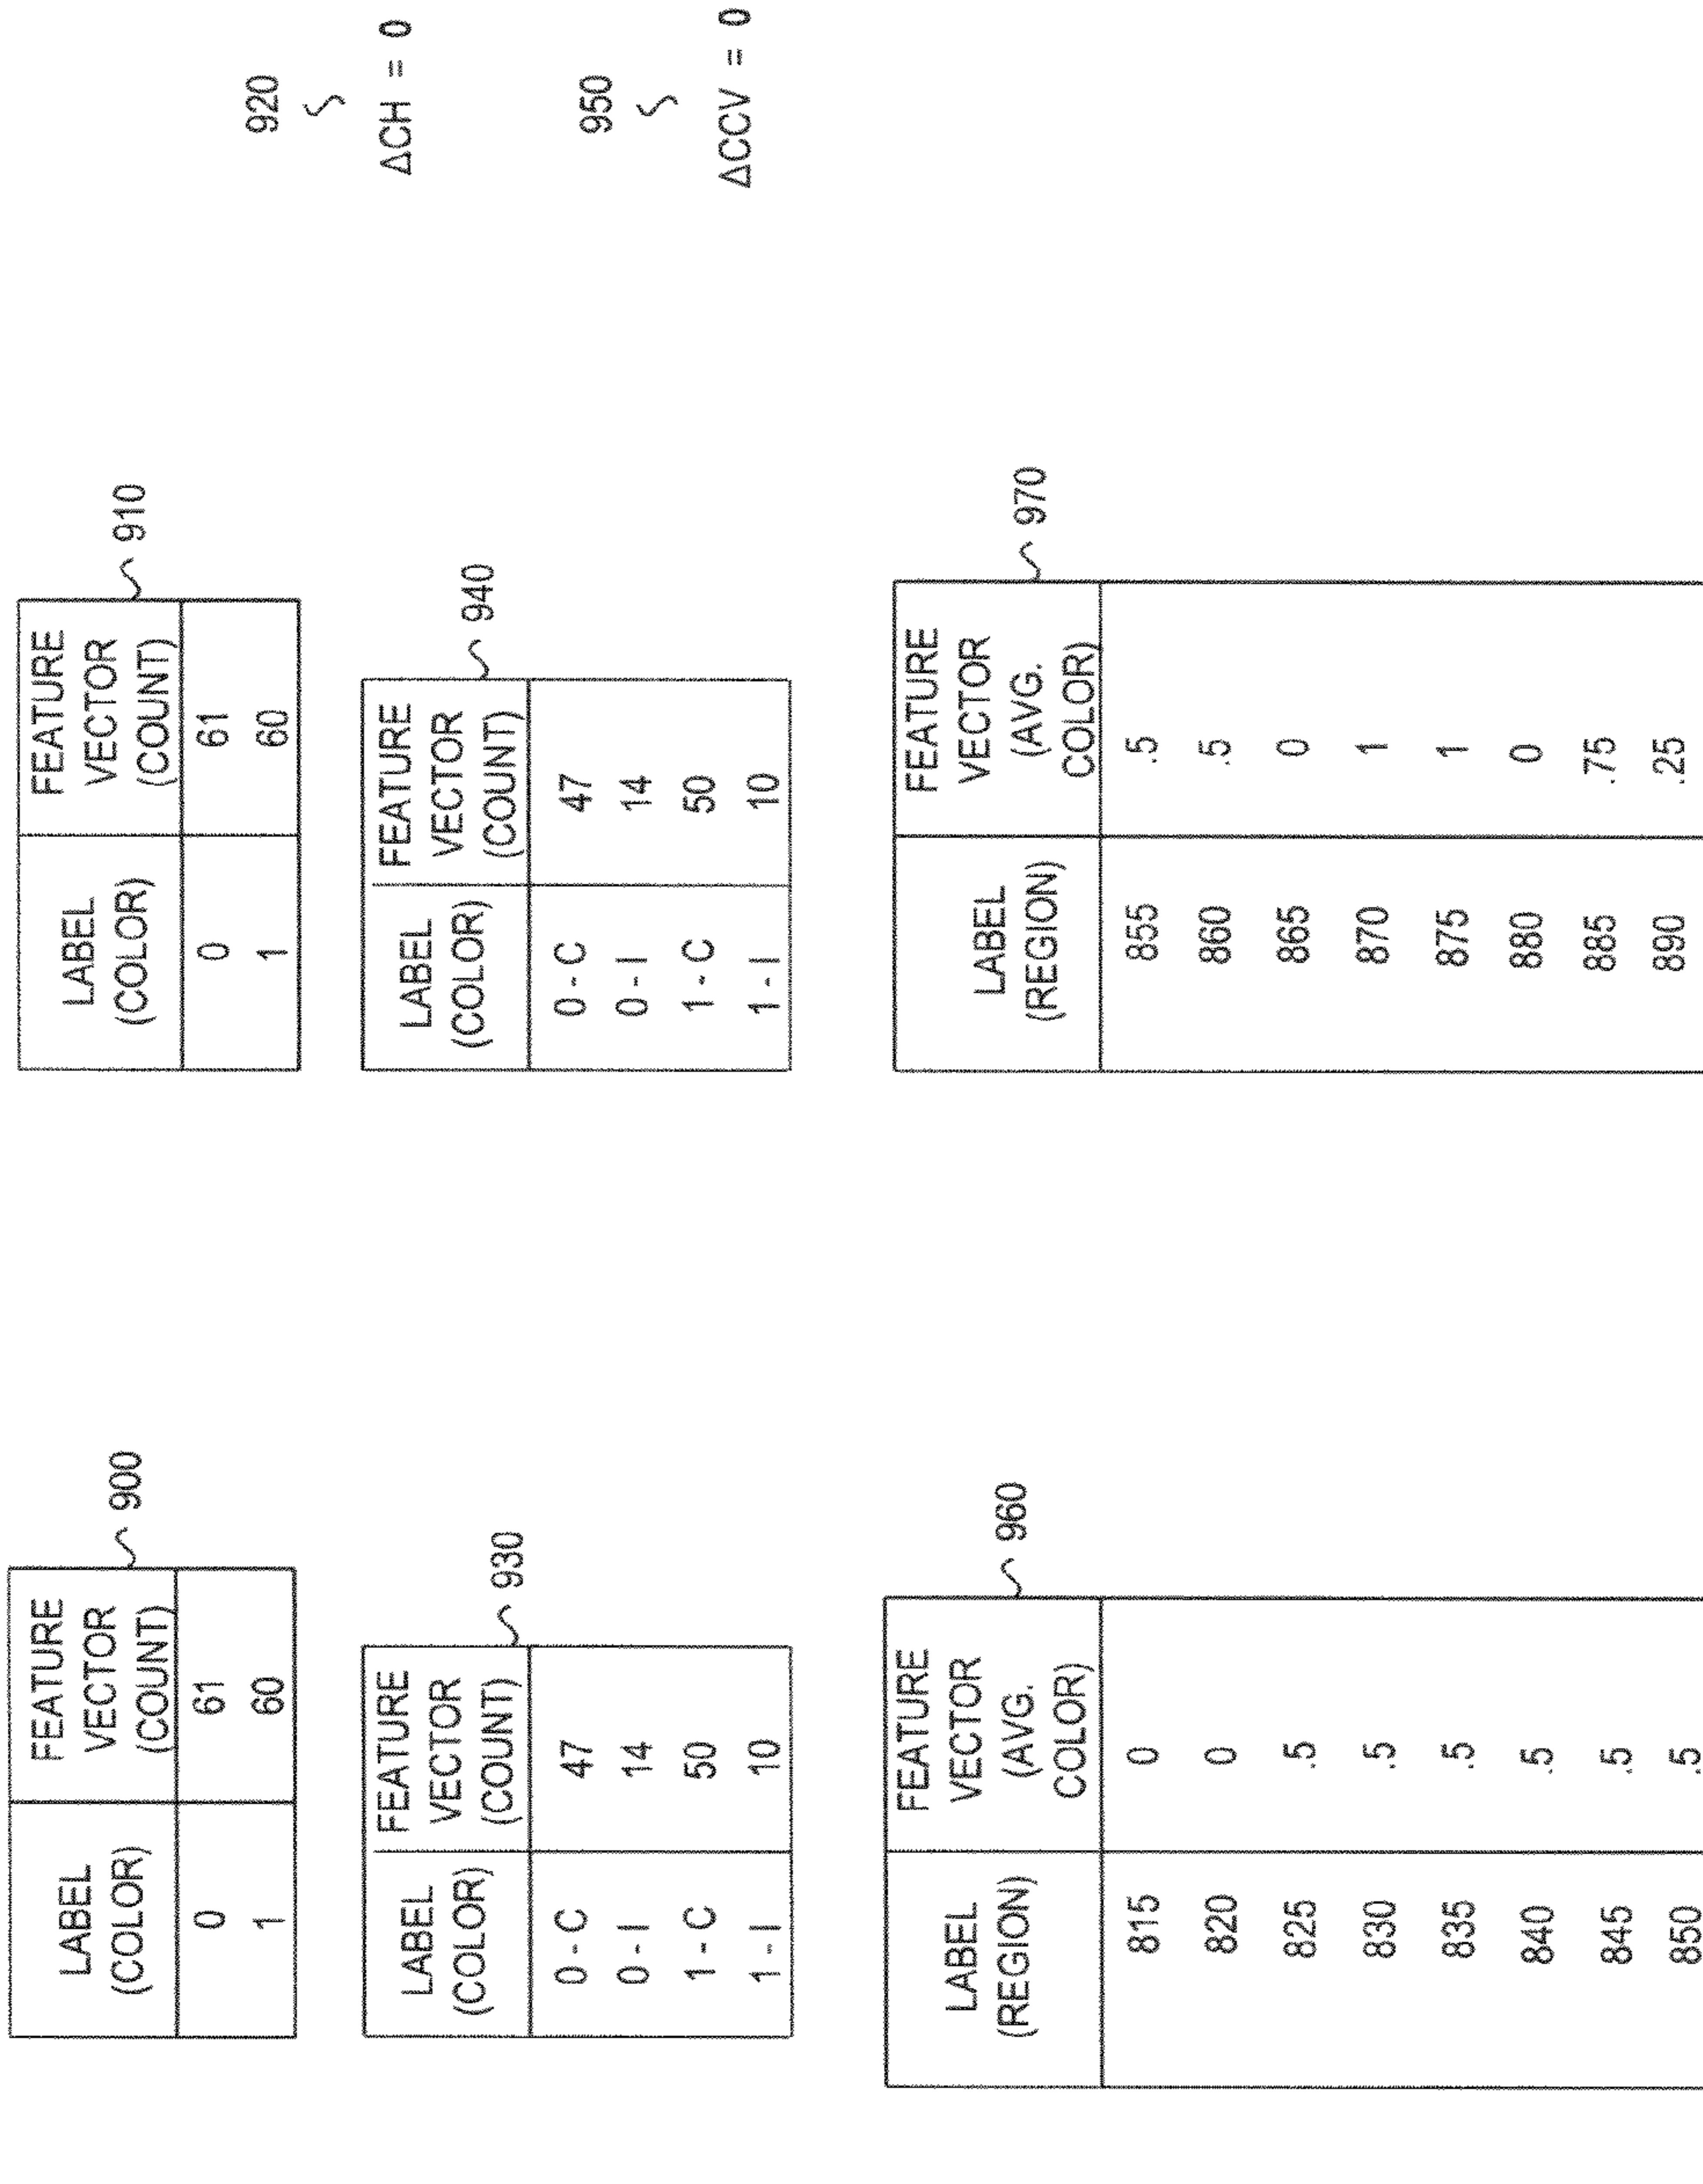 LABEL (COLOR) FEATURE VECTOR (COUNT)
0 61
1 60
900
LABEL (COLOR) FEATURE VECTOR (COUNT)
0 61
1 60
910
920
ΔCH = 0
LABEL (COLOR) FEATURE VECTOR (COUNT)
0 - C 47
0 - I 14
1 - C 50
1 - I 10
930
LABEL (COLOR) FEATURE VECTOR (COUNT)
0 - C 47
0 - I 14
1 - C 50
1 - I 10
940
950
ΔCCV = 0
LABEL (REGION) FEATURE VECTOR (AVG. COLOR)
815 0
820 0
825 .5
830 .5
835 .5
840 .5
845 .5
850 .5
960
LABEL (REGION) FEATURE VECTOR (AVG. COLOR)
855 .5
860 .5
865 0
870 1
875 1
880 0
885 .75
890 .25
970